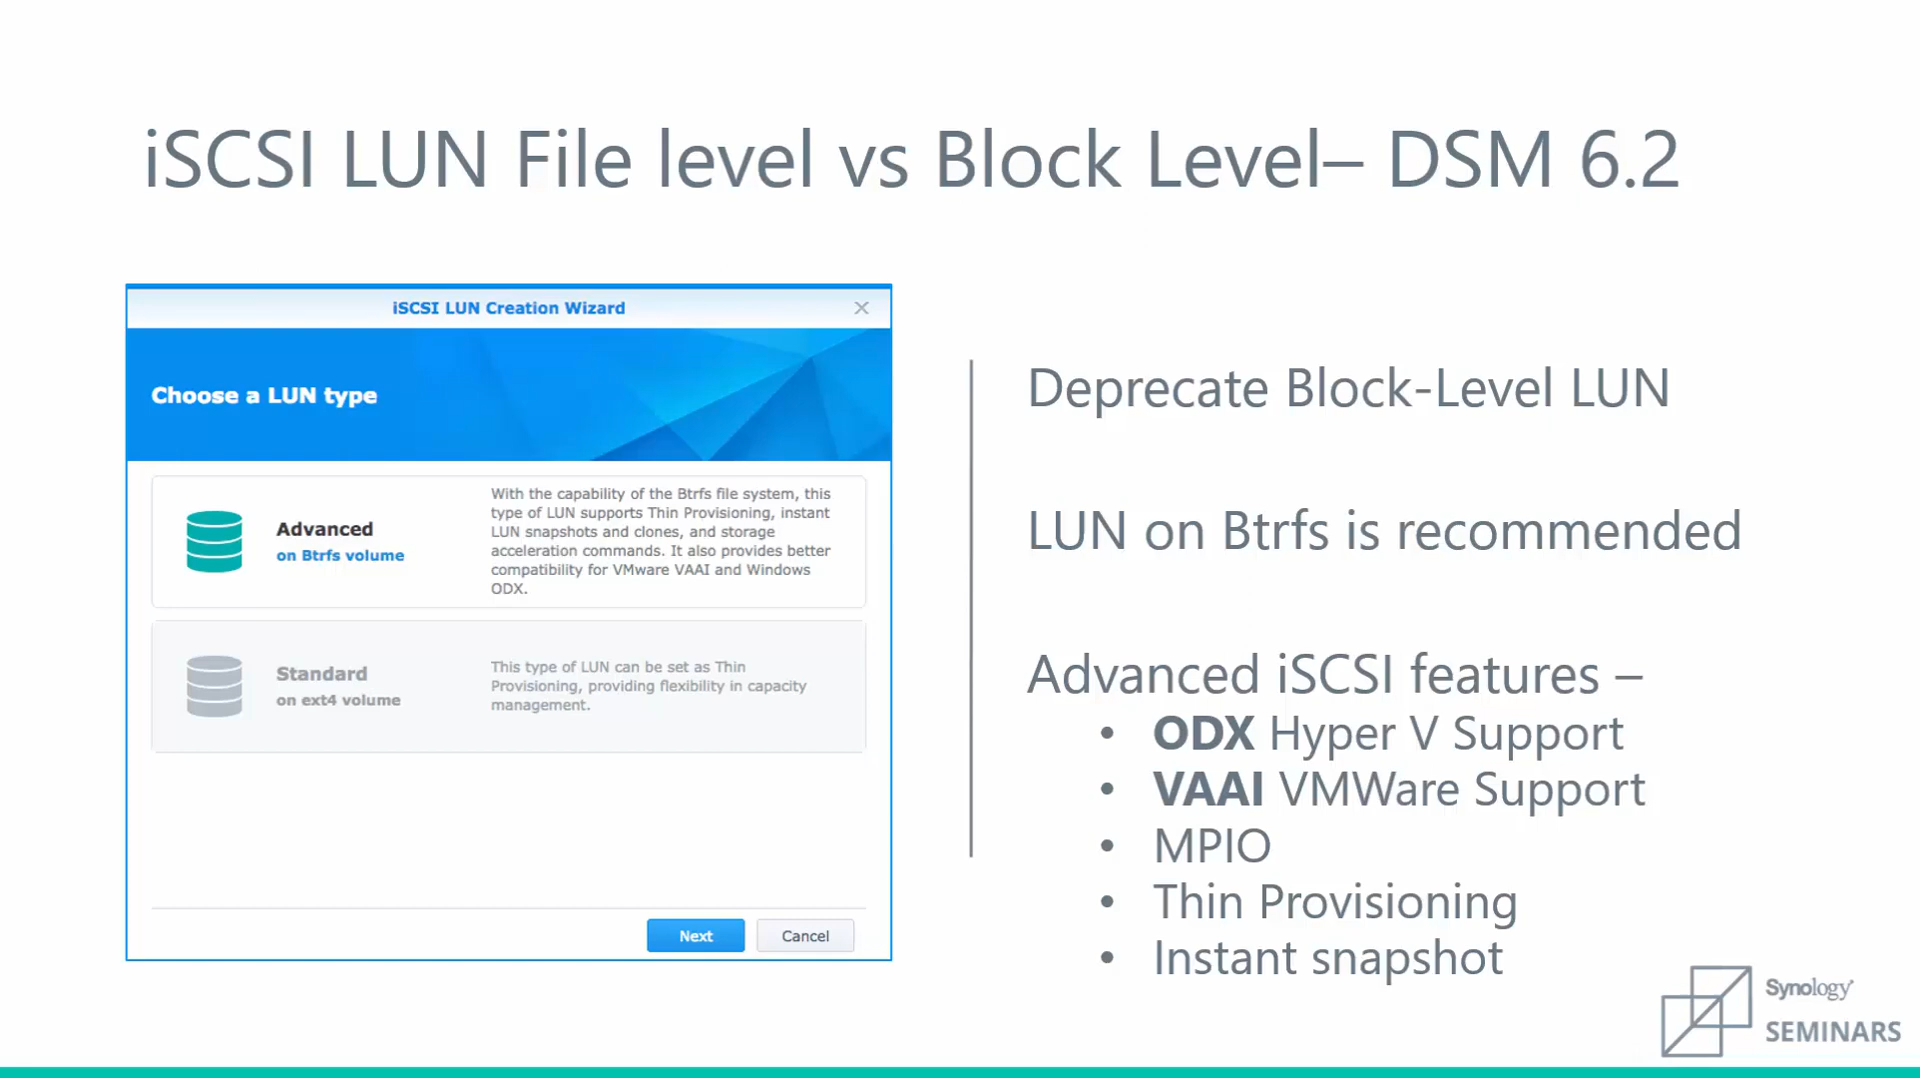 iSCSI LUN File level vs Block Level– DSM 6.2
iSCSI LUN Creation Wizard
Choose a LUN type
Advanced
on Btrfs volume
With the capability of the Btrfs file system, this
type of LUN supports Thin Provisioning, instant
LUN snapshots and clones, and storage
acceleration commands. It also provides better
compatibility for VMware VAAI and Windows
ODX.
Standard
on ext4 volume
This type of LUN can be set as Thin
Provisioning, providing flexibility in capacity
management.
Next
Cancel
Deprecate Block-Level LUN
LUN on Btrfs is recommended
Advanced iSCSI features –
• ODX Hyper V Support
• VAAI VMWare Support
• MPIO
• Thin Provisioning
• Instant snapshot
Synology
SEMINARS